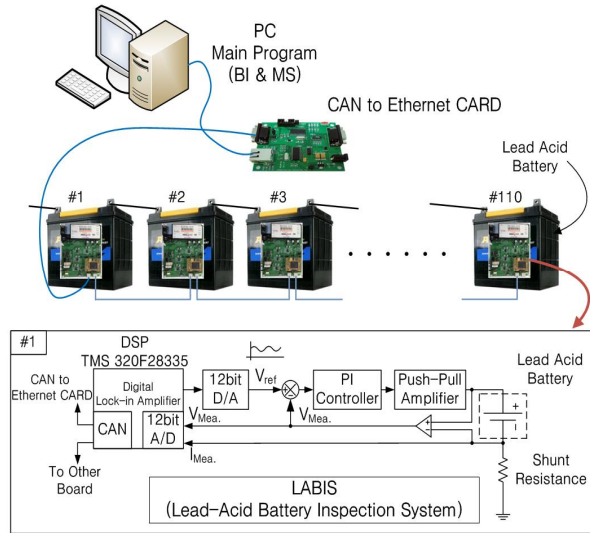 PC
Main Program
(BI & MS)
CAN to Ethernet CARD
Lead Acid
Battery
#1
#2
#3
#110
#1
DSP
TMS 320F28335
CAN to
Ethernet CARD
Digital
Lock-in Amplifier
CAN
12bit
A/D
12bit
D/A
Vref
VMea.
VMea.
IMea.
PI
Controller
Push-Pull
Amplifier
Lead Acid
Battery
+
-
+
Shunt
Resistance
To Other
Board
LABIS
(Lead-Acid Battery Inspection System)